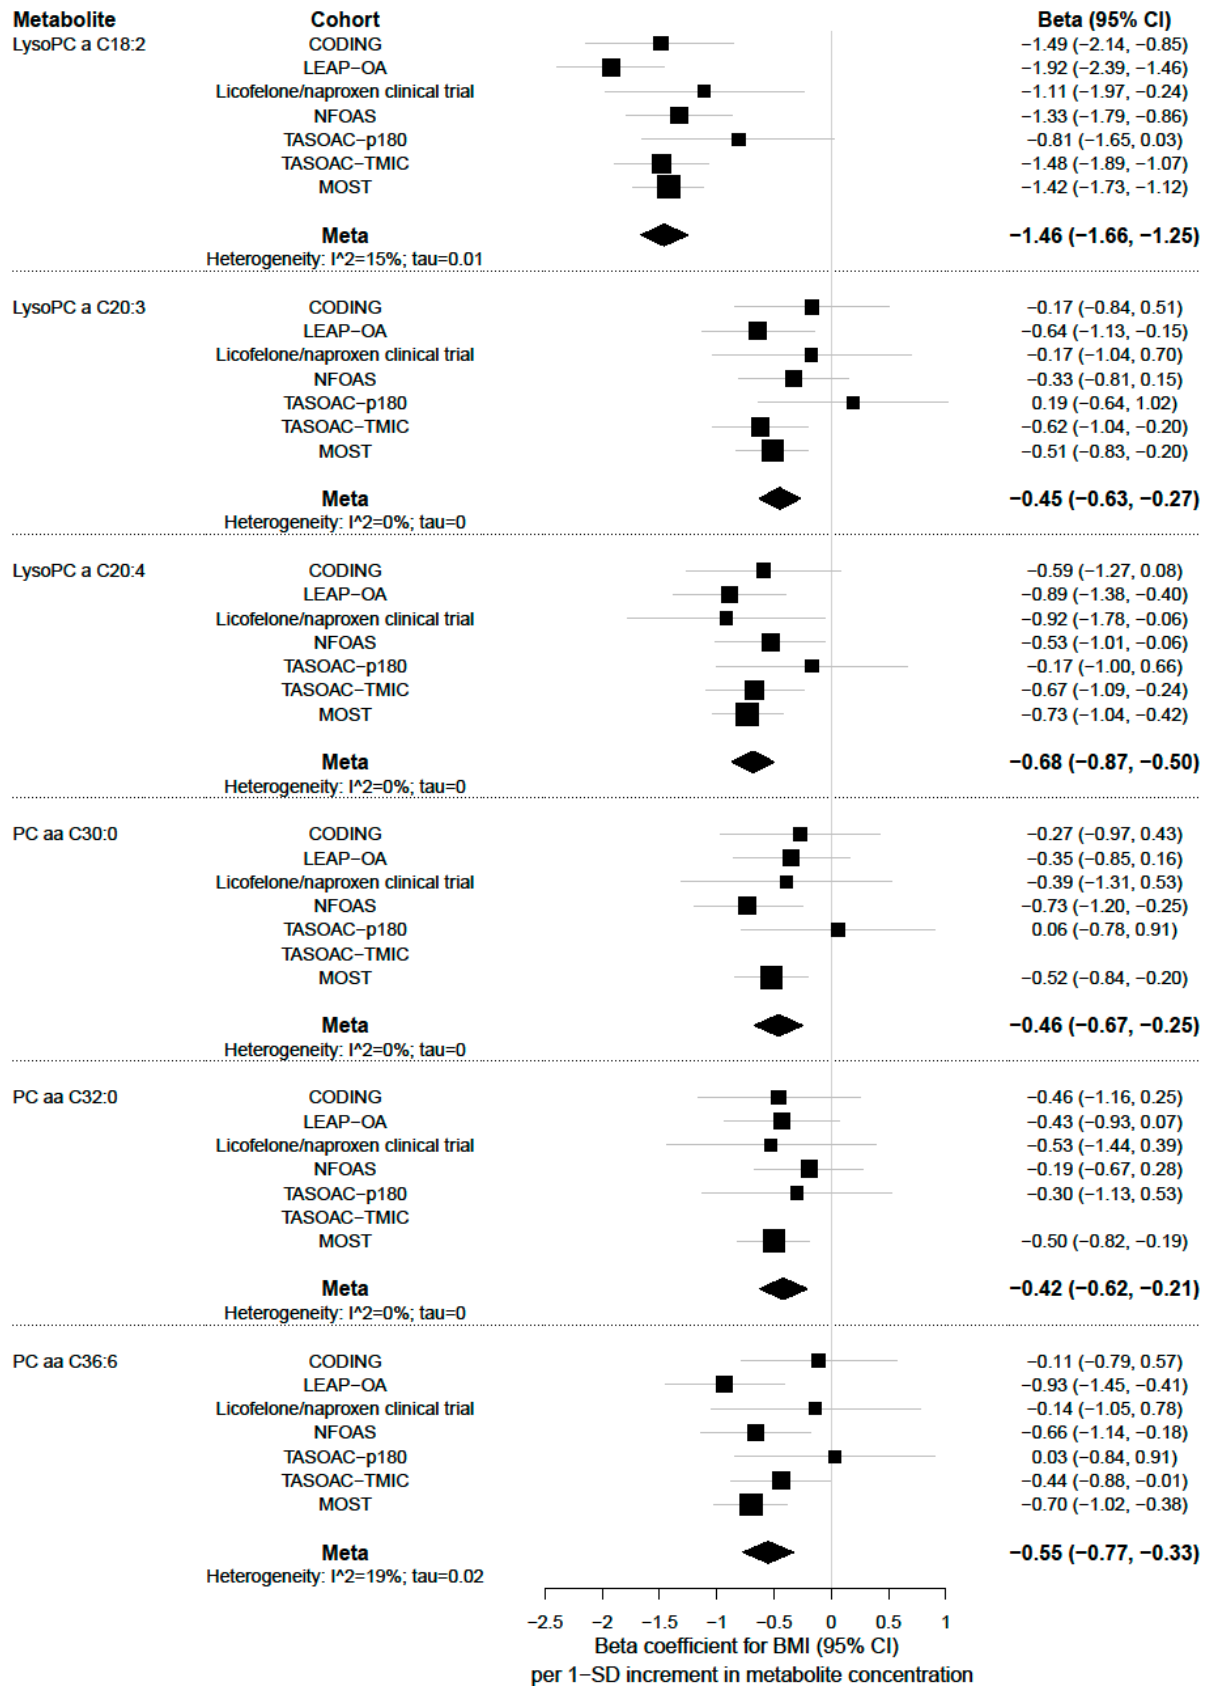 Metabolite Cohort Beta (95% CI)
LysoPC a C18:2 CODING −1.49 (−2.14, −0.85)
LEAP−OA −1.92 (−2.39, −1.46)
Licofelone/naproxen clinical trial −1.11 (−1.97, −0.24)
NFOAS −1.33 (−1.79, −0.86)
TASOAC−p180 −0.81 (−1.65, 0.03)
TASOAC−TMIC −1.48 (−1.89, −1.07)
MOST −1.42 (−1.73, −1.12)
Meta −1.46 (−1.66, −1.25)
Heterogeneity: I^2=15%; tau=0.01
LysoPC a C20:3 CODING −0.17 (−0.84, 0.51)
LEAP−OA −0.64 (−1.13, −0.15)
Licofelone/naproxen clinical trial −0.17 (−1.04, 0.70)
NFOAS −0.33 (−0.81, 0.15)
TASOAC−p180 0.19 (−0.64, 1.02)
TASOAC−TMIC −0.62 (−1.04, −0.20)
MOST −0.51 (−0.83, −0.20)
Meta −0.45 (−0.63, −0.27)
Heterogeneity: I^2=0%; tau=0
LysoPC a C20:4 CODING −0.59 (−1.27, 0.08)
LEAP−OA −0.89 (−1.38, −0.40)
Licofelone/naproxen clinical trial −0.92 (−1.78, −0.06)
NFOAS −0.53 (−1.01, −0.06)
TASOAC−p180 −0.17 (−1.00, 0.66)
TASOAC−TMIC −0.67 (−1.09, −0.24)
MOST −0.73 (−1.04, −0.42)
Meta −0.68 (−0.87, −0.50)
Heterogeneity: I^2=0%; tau=0
PC aa C30:0 CODING −0.27 (−0.97, 0.43)
LEAP−OA −0.35 (−0.85, 0.16)
Licofelone/naproxen clinical trial −0.39 (−1.31, 0.53)
NFOAS −0.73 (−1.20, −0.25)
TASOAC−p180 0.06 (−0.78, 0.91)
TASOAC−TMIC
MOST −0.52 (−0.84, −0.20)
Meta −0.46 (−0.67, −0.25)
Heterogeneity: I^2=0%; tau=0
PC aa C32:0 CODING −0.46 (−1.16, 0.25)
LEAP−OA −0.43 (−0.93, 0.07)
Licofelone/naproxen clinical trial −0.53 (−1.44, 0.39)
NFOAS −0.19 (−0.67, 0.28)
TASOAC−p180 −0.30 (−1.13, 0.53)
TASOAC−TMIC
MOST −0.50 (−0.82, −0.19)
Meta −0.42 (−0.62, −0.21)
Heterogeneity: I^2=0%; tau=0
PC aa C36:6 CODING −0.11 (−0.79, 0.57)
LEAP−OA −0.93 (−1.45, −0.41)
Licofelone/naproxen clinical trial −0.14 (−1.05, 0.78)
NFOAS −0.66 (−1.14, −0.18)
TASOAC−p180 0.03 (−0.84, 0.91)
TASOAC−TMIC −0.44 (−0.88, −0.01)
MOST −0.70 (−1.02, −0.38)
Meta −0.55 (−0.77, −0.33)
Heterogeneity: I^2=19%; tau=0.02
−2.5 −2 −1.5 −1 −0.5 0 0.5 1
Beta coefficient for BMI (95% CI)
per 1−SD increment in metabolite concentration